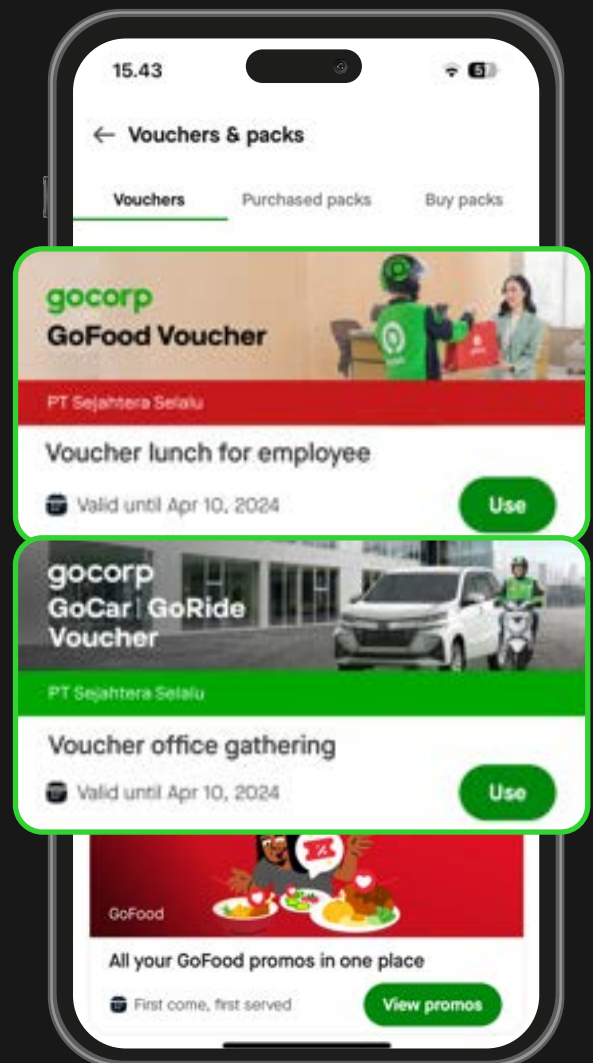 15.43
Vouchers & packs
Vouchers Purchased packs Buy packs
gocorp
GoFood Voucher
PT Sejahtera Selalu
Voucher lunch for employee
Valid until Apr 10, 2024
Use
gocorp
GoCar | GoRide
Voucher
PT Sejahtera Selalu
Voucher office gathering
Valid until Apr 10, 2024
Use
GoFood
All your GoFood promos in one place
First come, first served
View promos